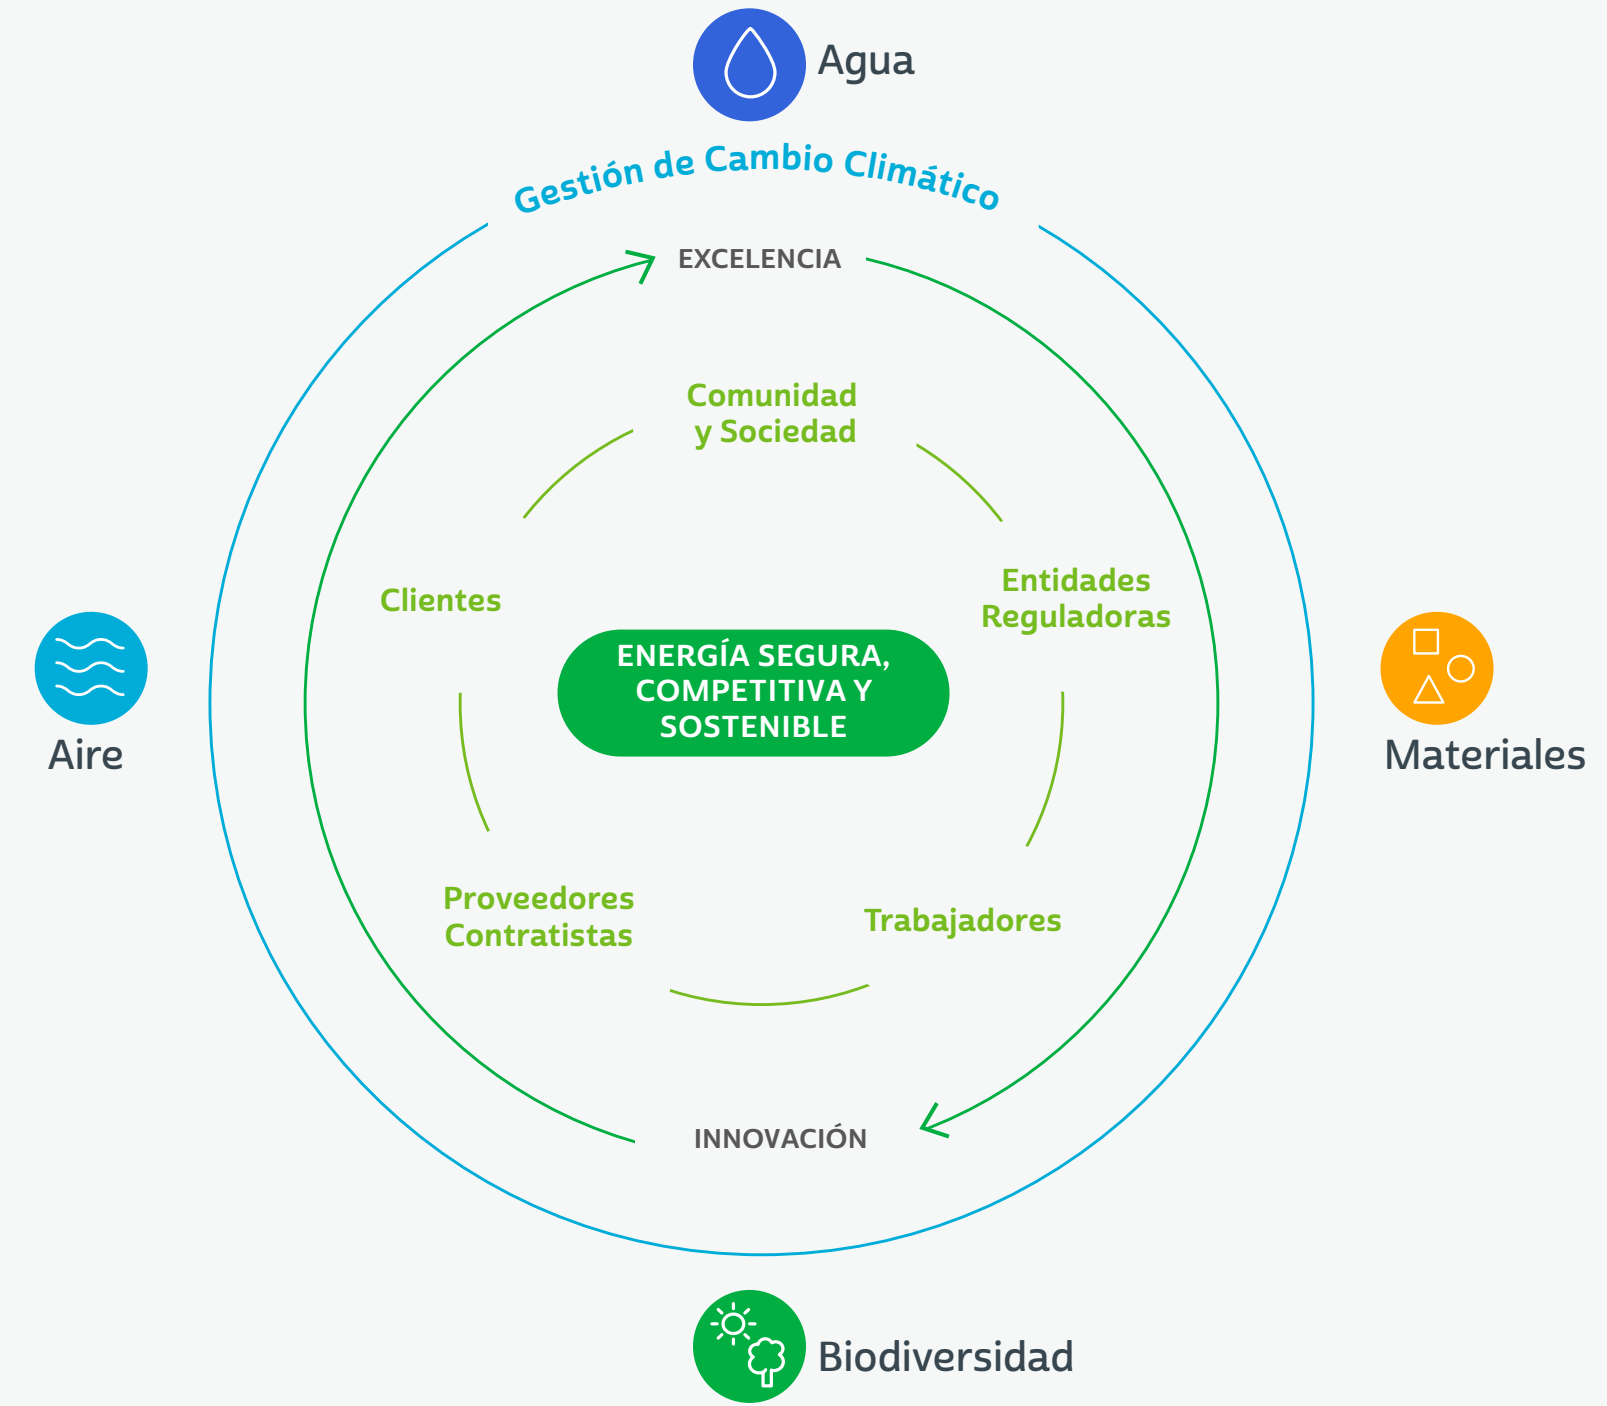 Agua
Gestión de Cambio Climático
EXCELENCIA
Comunidad
y Sociedad
Clientes
Entidades
Reguladoras
ENERGÍA SEGURA,
COMPETITIVA Y
SOSTENIBLE
Aire
Materiales
Proveedores
Contratistas
Trabajadores
INNOVACIÓN
Biodiversidad